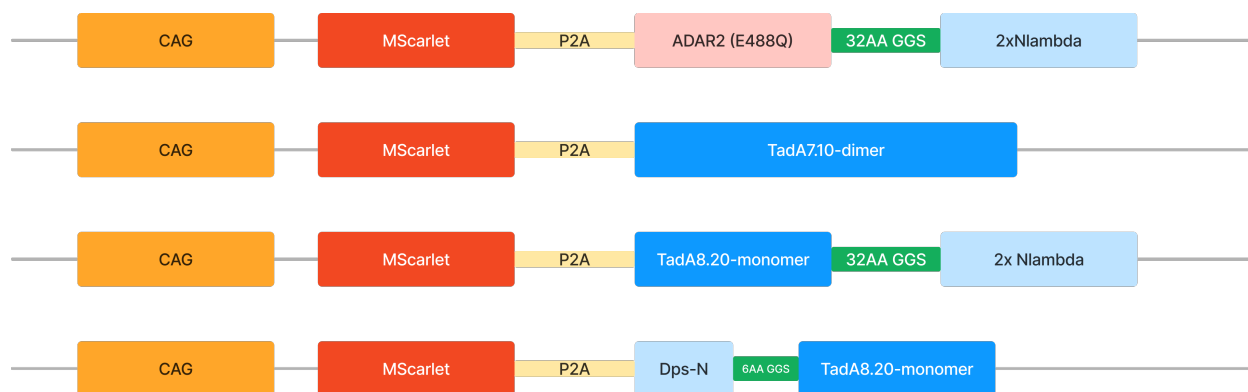 CAG MScarlet P2A ADAR2 (E488Q) 32AA GGS 2xNlambda
CAG MScarlet P2A TadA7.10-dimer
CAG MScarlet P2A TadA8.20-monomer 32AA GGS 2x Nlambda
CAG MScarlet P2A Dps-N 6AA GGS TadA8.20-monomer